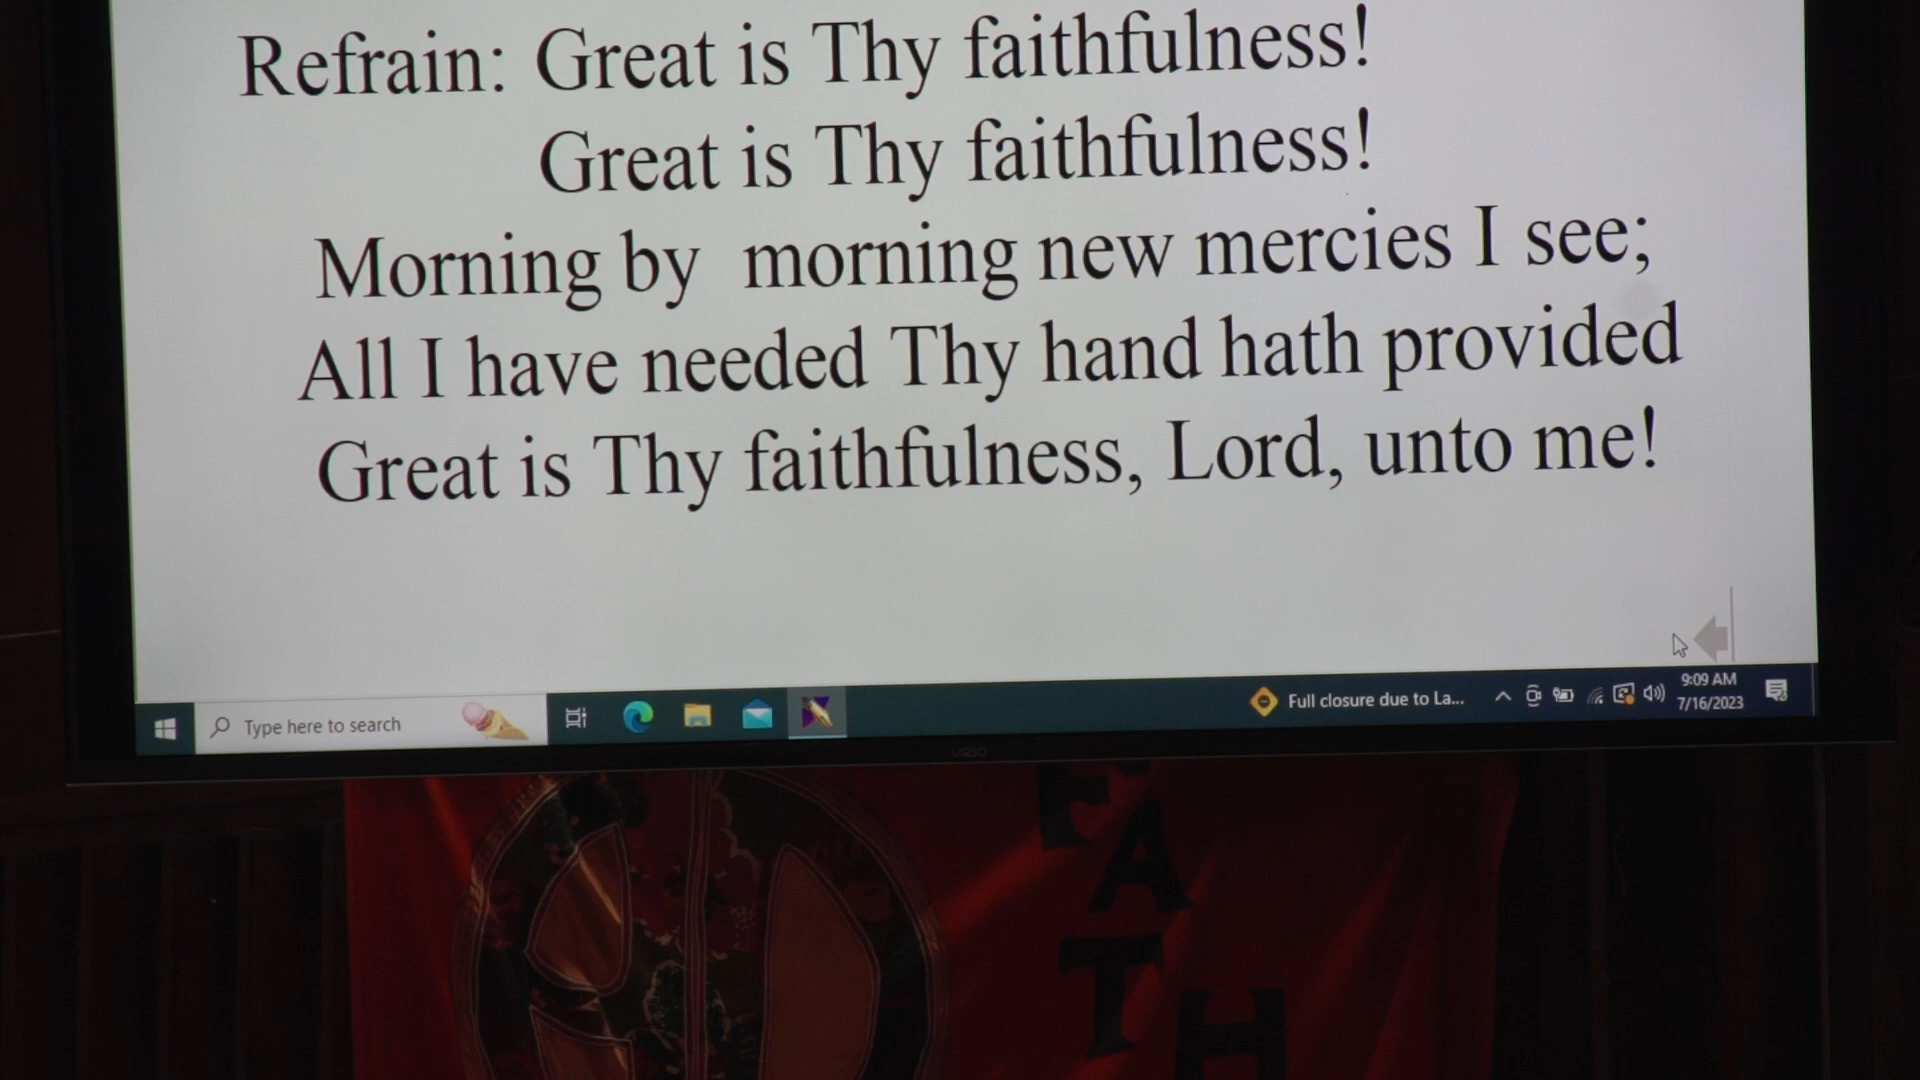 Refrain: Great is Thy faithfulness!
Great is Thy faithfulness!
Morning by morning new mercies I see;
All I have needed Thy hand hath provided
Great is Thy faithfulness, Lord, unto me!
Type here to search
Full closure due to La...
9:09 AM
7/16/2023
VIZIO
E
A
T
H